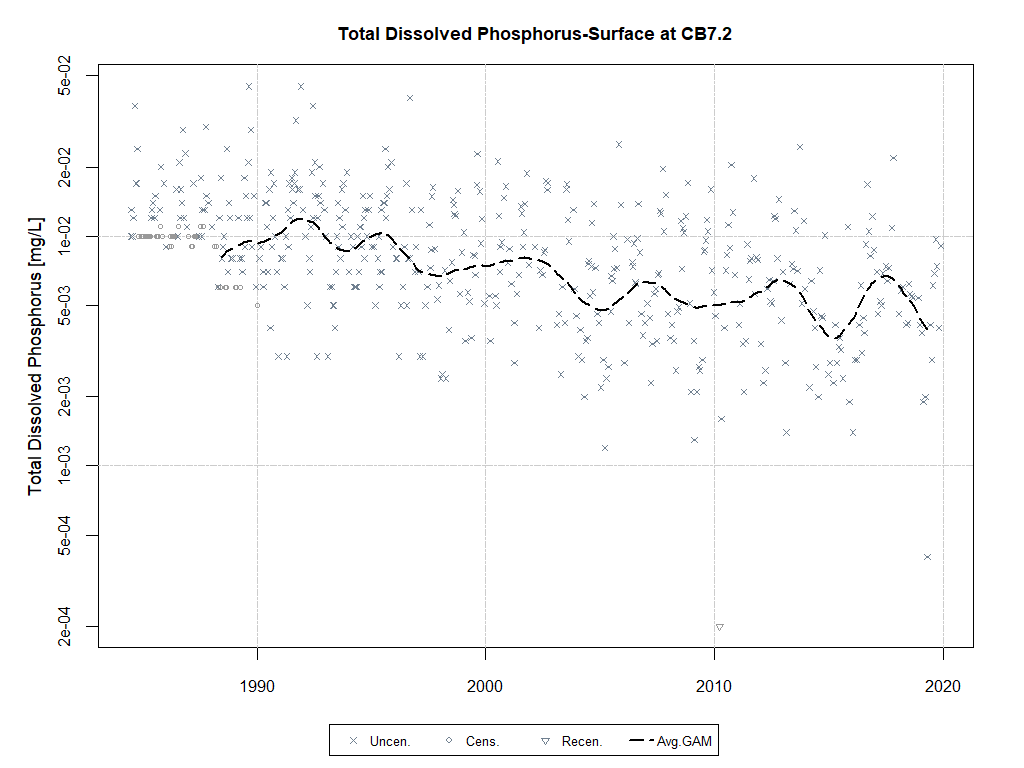 Total Dissolved Phosphorus-Surface at CB7.2
Total Dissolved Phosphorus [mg/L]
5e-02
2e-02
1e-02
5e-03
2e-03
1e-03
5e-04
2e-04
1990
2000
2010
2020
Uncen.
Cens.
Recen.
Avg.GAM